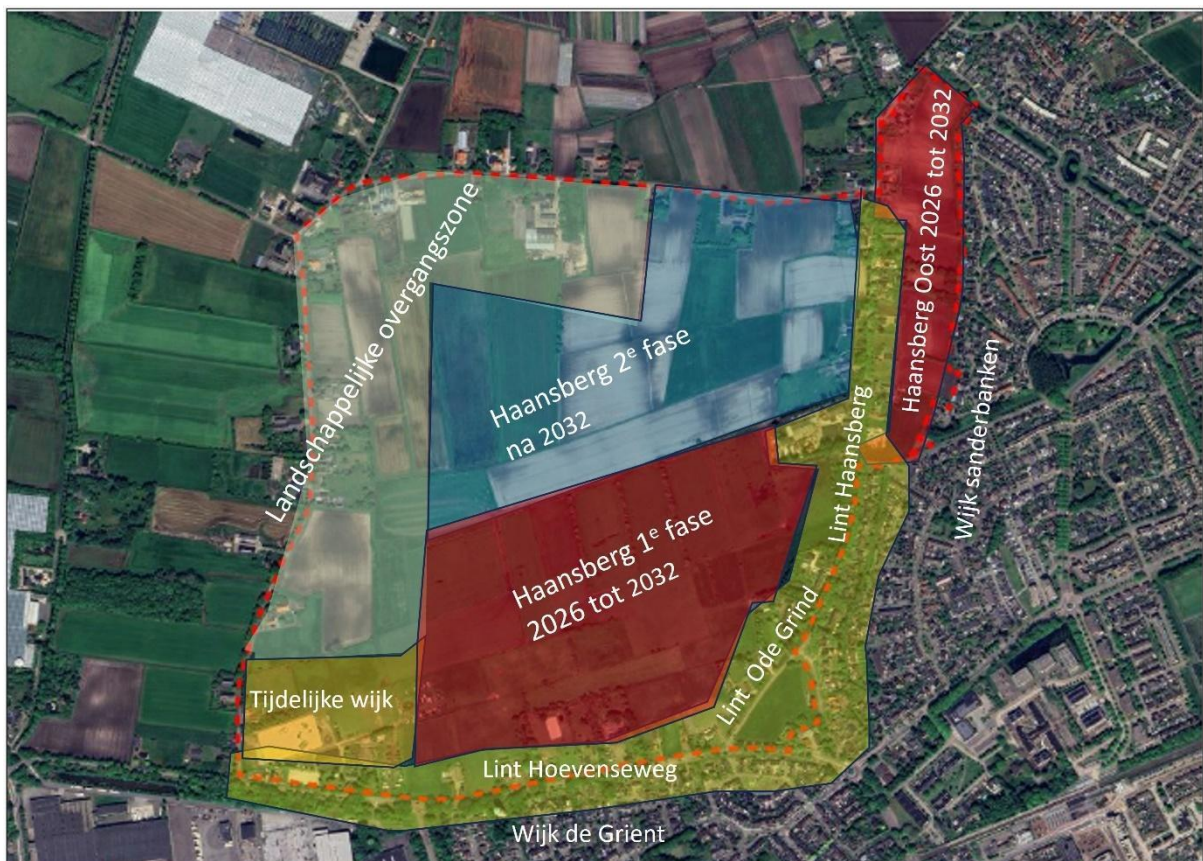 Landschappelijke overgangszone
Haansberg Oost 2026 tot 2032
Haansberg 2e fase
na 2032
Wijk sanderbanken
Lint Haansberg
Haansberg 1e fase
2026 tot 2032
Lint Ode Grind
Tijdelijke wijk
Lint Hoevenseweg
Wijk de Grient